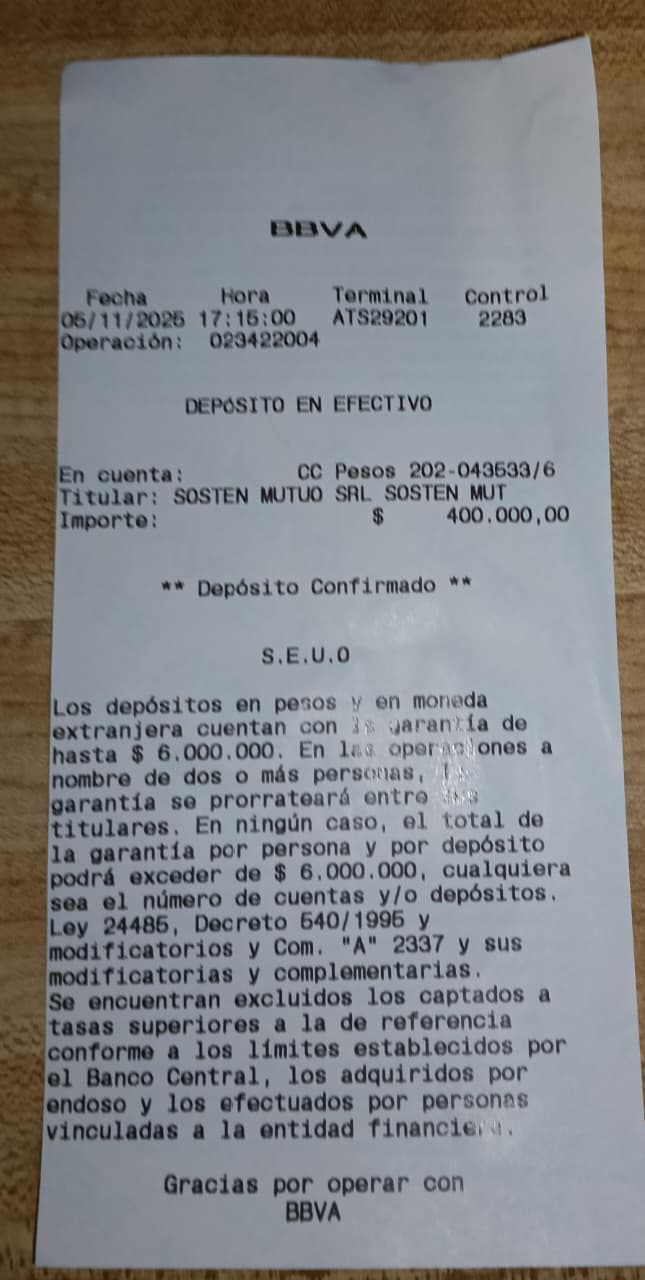 BBVA
Fecha Hora Terminal Control
05/11/2025 17:15:00 ATS29201 2283
Operación: 023422004
DEPóSITO EN EFECTIVO
En cuenta: CC Pesos 202-043533/6
Titular: SOSTEN MUTUO SRL SOSTEN MUT
Importe: $ 400.000,00
** Depósito Confirmado **
S.E.U.O
Los depósitos en pesos y en moneda
extranjera cuentan con la garantía de
hasta $ 6.000.000. En las operaciones a
nombre de dos o más personas,
garantía se prorrateará entre
titulares. En ningún caso, el total de
la garantía por persona y por depósito
podrá exceder de $ 6.000.000, cualquiera
sea el número de cuentas y/o depósitos.
Ley 24485, Decreto 540/1995 y
modificatorios y Com. "A" 2337 y sus
modificatorias y complementarias.
Se encuentran excluidos los captados a
tasas superiores a la de referencia
conforme a los límites establecidos por
el Banco Central, los adquiridos por
endoso y los efectuados por personas
vinculadas a la entidad financiera.
Gracias por operar con
BBVA